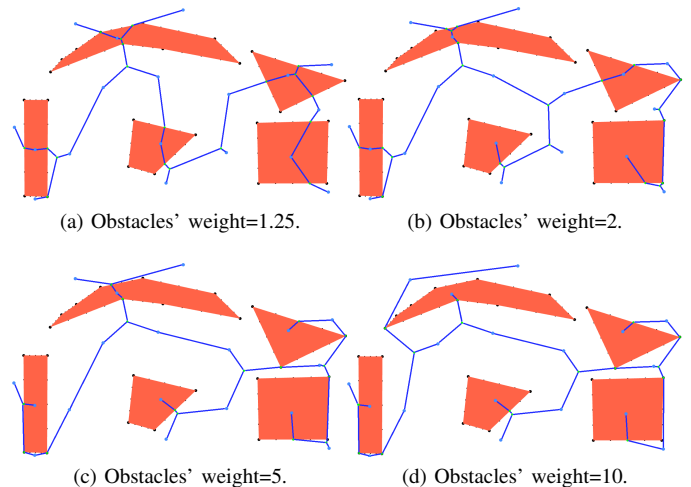 (a) Obstacles' weight=1.25.
(b) Obstacles' weight=2.
(c) Obstacles' weight=5.
(d) Obstacles' weight=10.